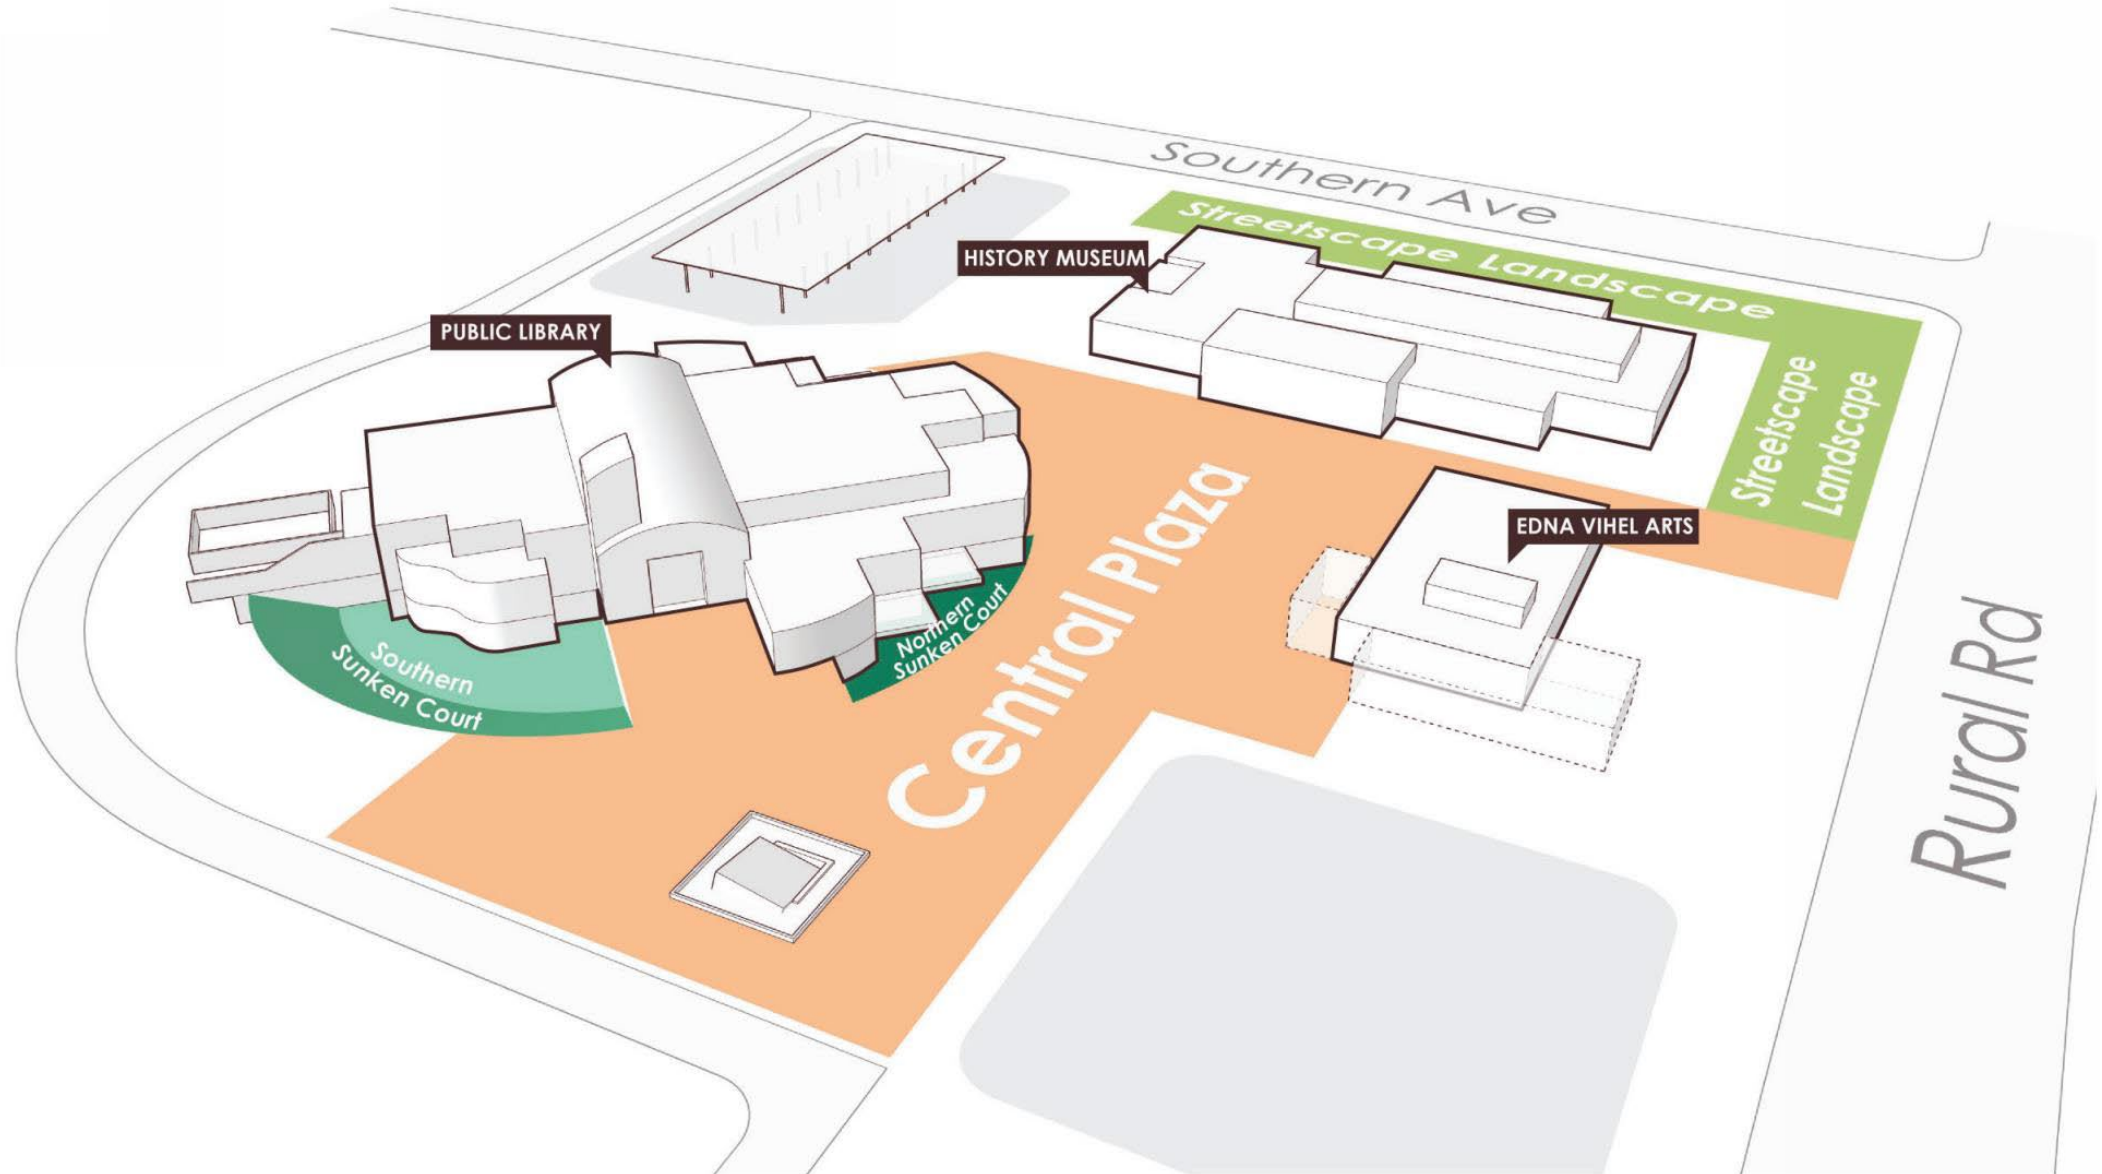 Southern Ave
Streetscape Landscape
HISTORY MUSEUM
PUBLIC LIBRARY
Streetscape
Landscape
Central Plaza
EDNA VIHEL ARTS
Northern
Sunken Court
Southern
Sunken Court
Rural Rd